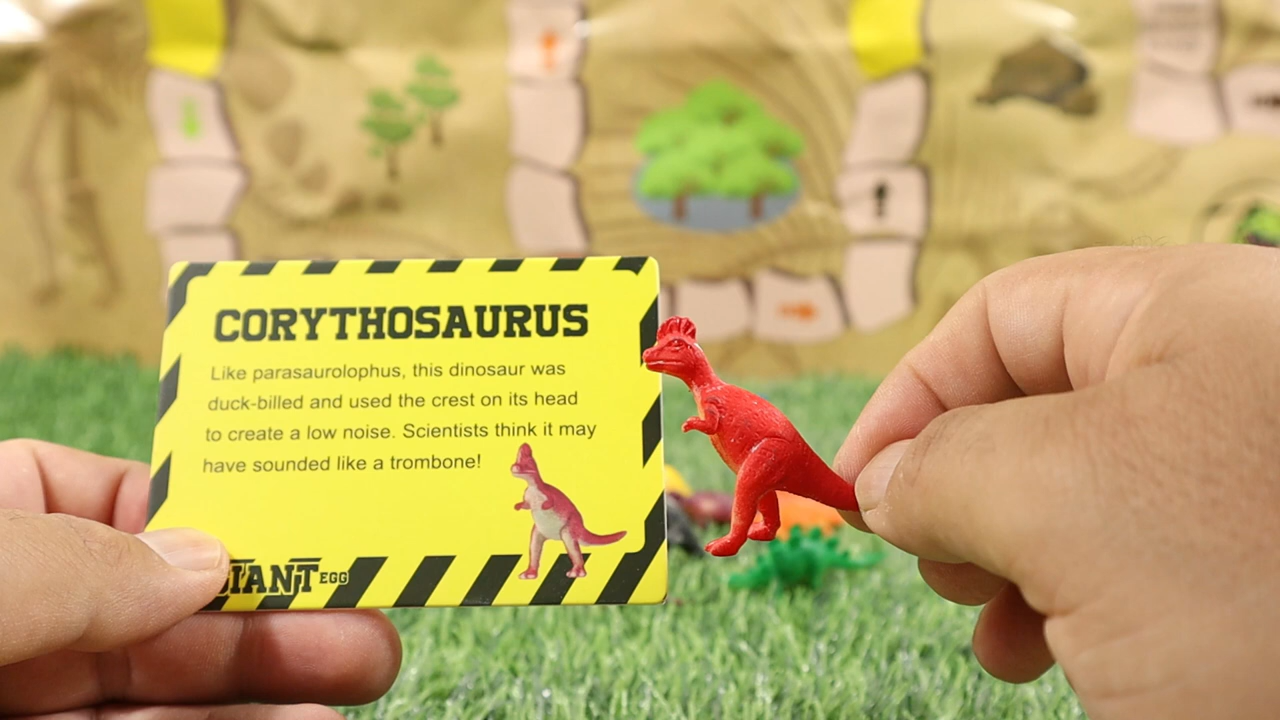 CORYTHOSAURUS
Like parasaurolophus, this dinosaur was
duck-billed and used the crest on its head
to create a low noise. Scientists think it may
have sounded like a trombone!
GIANT EGG